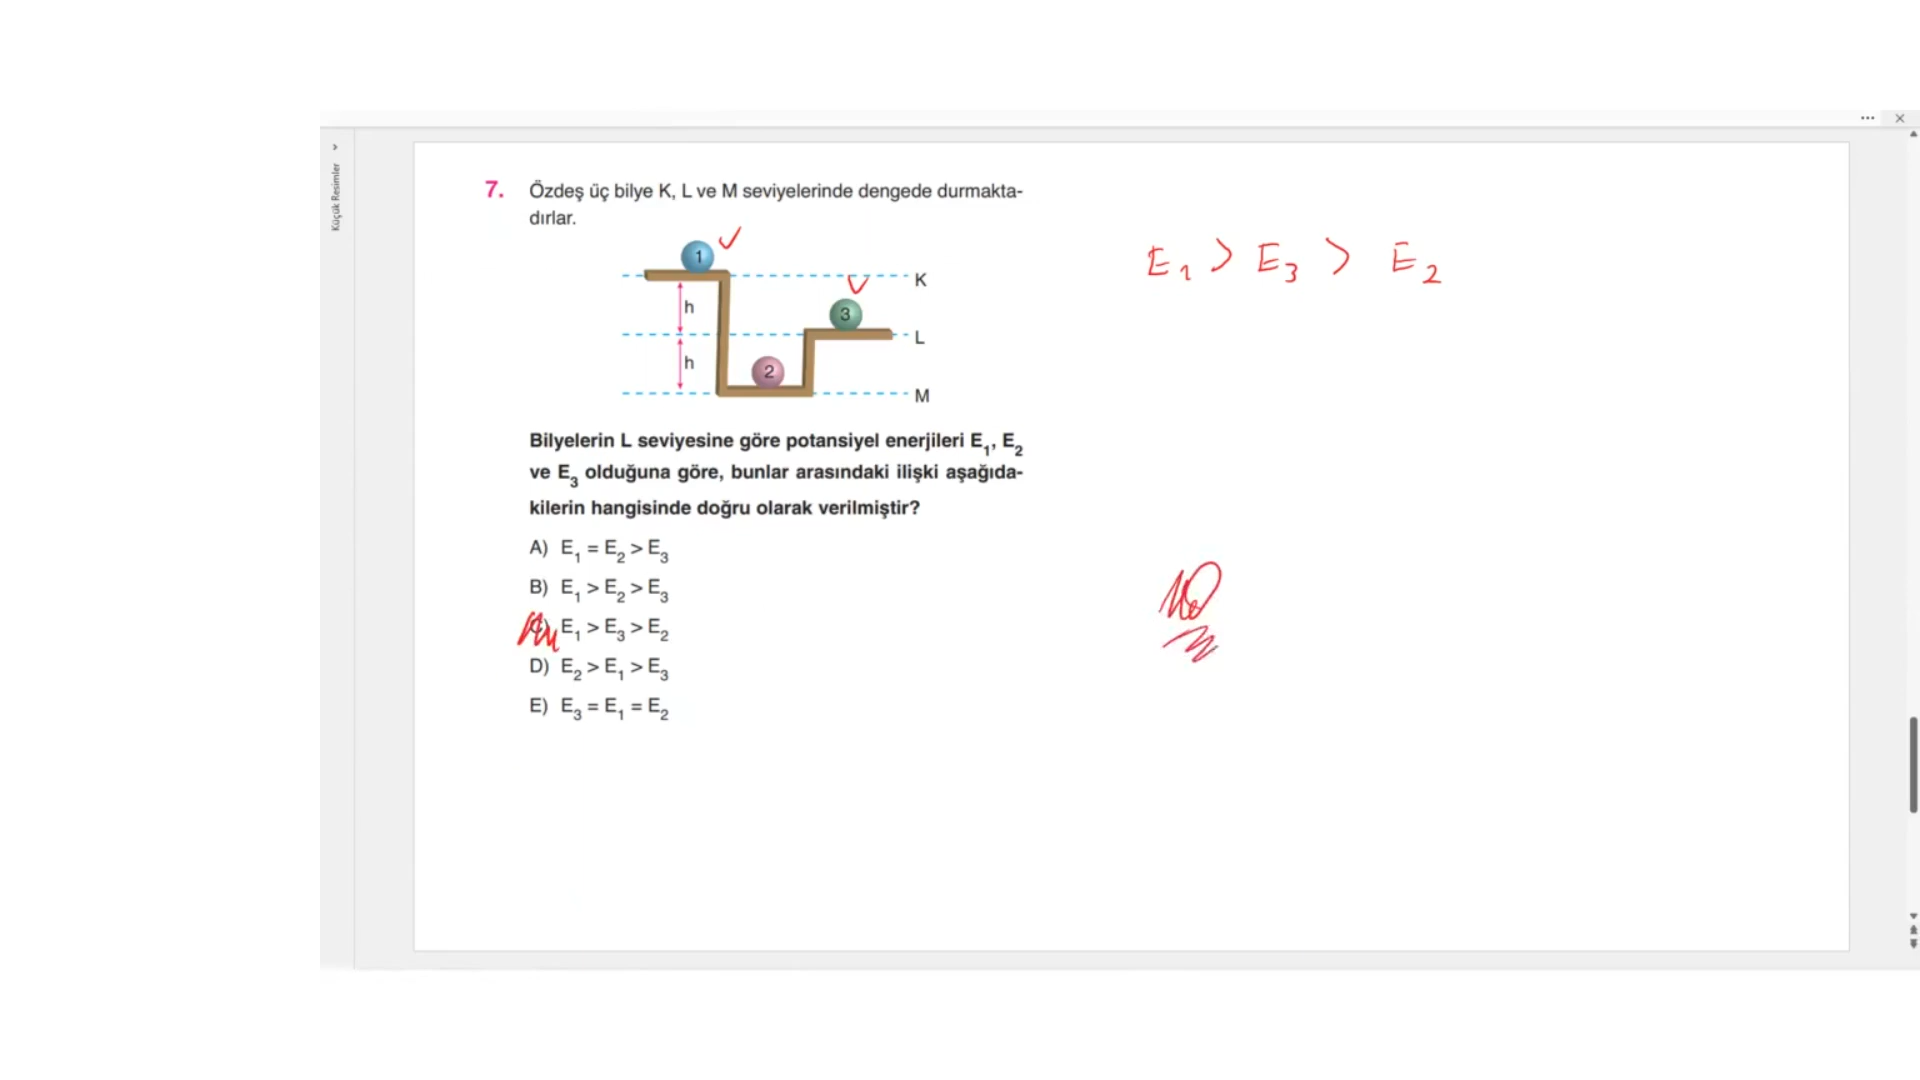 Küçük Resimler
7. Özdeş üç bilye K, L ve M seviyelerinde dengede durmakta-
dırlar.
1
K
h
3
L
h
2
M
E1 > E3 > E2
Bilyelerin L seviyesine göre potansiyel enerjileri E1, E2
ve E3 olduğuna göre, bunlar arasındaki ilişki aşağıda-
kilerin hangisinde doğru olarak verilmiştir?
A) E1 = E2 > E3
B) E1 > E2 > E3
C) E1 > E3 > E2
D) E2 > E1 > E3
E) E3 = E1 = E2